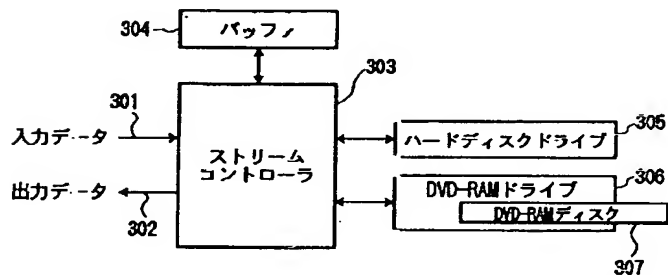 304
バッファ
303
301
入力データ
ストリーム
コントローラ
出力データ
302
305
ハードディスクドライブ
306
DVD-RAMドライブ
DVD-RAMディスク
307